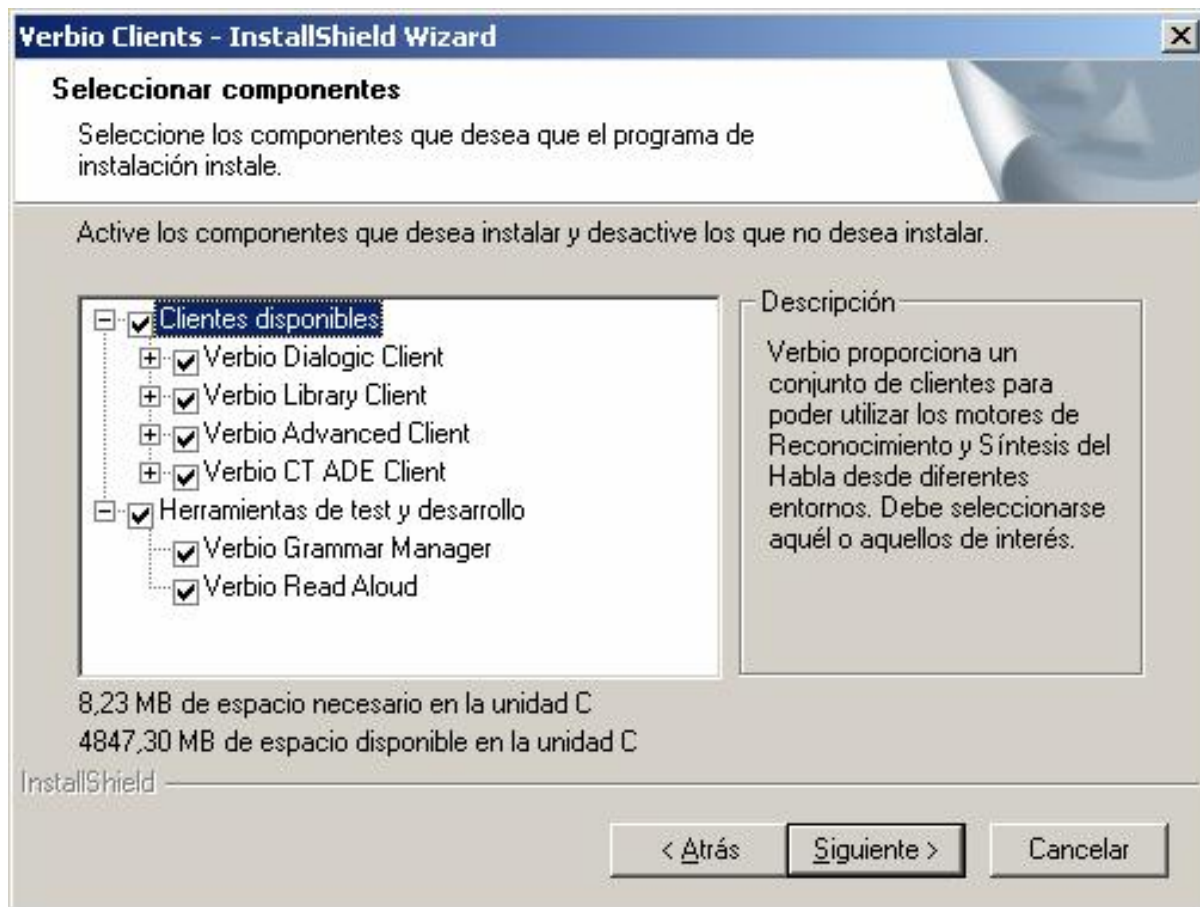 Verbio Clients - InstallShield Wizard
Seleccionar componentes
Seleccione los componentes que desea que el programa de
instalación instale.
Active los componentes que desea instalar y desactive los que no desea instalar.
Clientes disponibles
Verbio Dialogic Client
Verbio Library Client
Verbio Advanced Client
Verbio CT ADE Client
Herramientas de test y desarrollo
Verbio Grammar Manager
Verbio Read Aloud
Descripción
Verbio proporciona un
conjunto de clientes para
poder utilizar los motores de
Reconocimiento y Síntesis del
Habla desde diferentes
entornos. Debe seleccionarse
aquél o aquellos de interés.
8,23 MB de espacio necesario en la unidad C
4847,30 MB de espacio disponible en la unidad C
InstallShield
< Atrás
Siguiente >
Cancelar